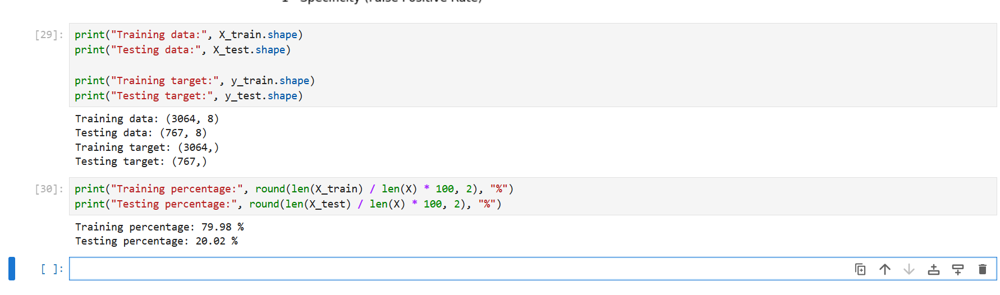 1 - Specificity (False Positive Rate)
[29]:
print("Training data:", X_train.shape)
print("Testing data:", X_test.shape)
print("Training target:", y_train.shape)
print("Testing target:", y_test.shape)
Training data: (3064, 8)
Testing data: (767, 8)
Training target: (3064,)
Testing target: (767,)
[30]:
print("Training percentage:", round(len(X_train) / len(X) * 100, 2), "%")
print("Testing percentage:", round(len(X_test) / len(X) * 100, 2), "%")
Training percentage: 79.98 %
Testing percentage: 20.02 %
[ ]: